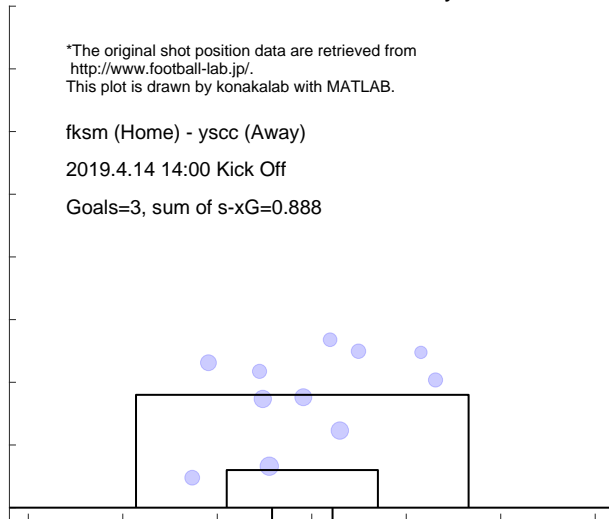 *The original shot position data are retrieved from
http://www.football-lab.jp/.
This plot is drawn by konakalab with MATLAB.
fksm (Home) - yscc (Away)
2019.4.14 14:00 Kick Off
Goals=3, sum of s-xG=0.888